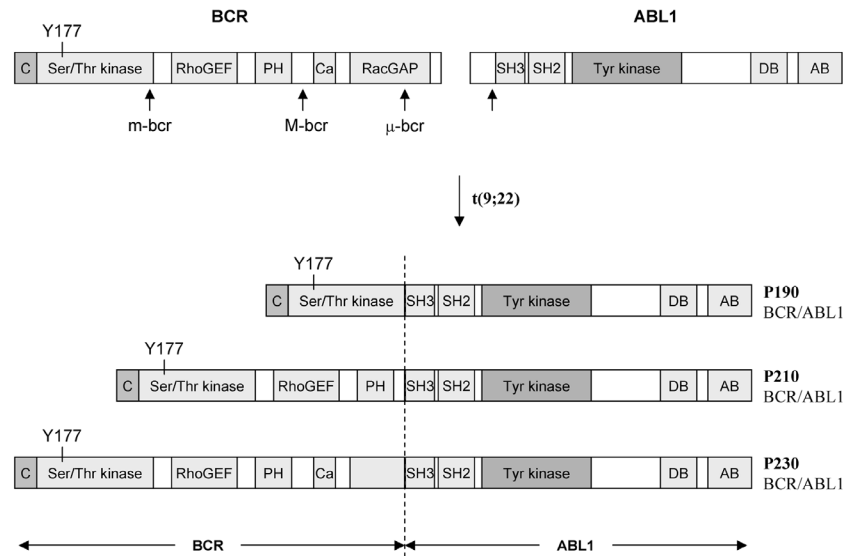 BCR ABL1
Y177
C Ser/Thr kinase RhoGEF PH Ca RacGAP SH3 SH2 Tyr kinase DB AB
m-bcr M-bcr μ-bcr
t(9;22)
Y177
C Ser/Thr kinase SH3 SH2 Tyr kinase DB AB P190
BCR/ABL1
Y177
C Ser/Thr kinase RhoGEF PH SH3 SH2 Tyr kinase DB AB P210
BCR/ABL1
Y177
C Ser/Thr kinase RhoGEF PH Ca SH3 SH2 Tyr kinase DB AB P230
BCR/ABL1
BCR ABL1